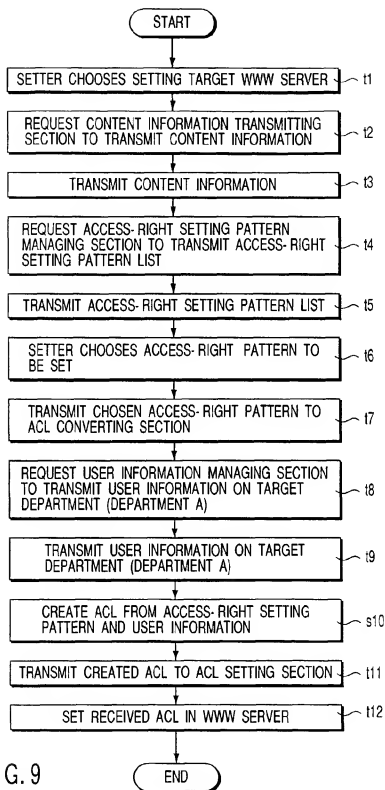 START
SETTER CHOOSES SETTING TARGET WWW SERVER
t1
REQUEST CONTENT INFORMATION TRANSMITTING
SECTION TO TRANSMIT CONTENT INFORMATION
t2
TRANSMIT CONTENT INFORMATION
t3
REQUEST ACCESS-RIGHT SETTING PATTERN
MANAGING SECTION TO TRANSMIT ACCESS-RIGHT
SETTING PATTERN LIST
t4
TRANSMIT ACCESS-RIGHT SETTING PATTERN LIST
t5
SETTER CHOOSES ACCESS-RIGHT PATTERN TO
BE SET
t6
TRANSMIT CHOSEN ACCESS-RIGHT PATTERN TO
ACL CONVERTING SECTION
t7
REQUEST USER INFORMATION MANAGING SECTION
TO TRANSMIT USER INFORMATION ON TARGET
DEPARTMENT (DEPARTMENT A)
t8
TRANSMIT USER INFORMATION ON TARGET
DEPARTMENT (DEPARTMENT A)
t9
CREATE ACL FROM ACCESS-RIGHT SETTING
PATTERN AND USER INFORMATION
s10
TRANSMIT CREATED ACL TO ACL SETTING SECTION
t11
SET RECEIVED ACL IN WWW SERVER
t12
G. 9
END